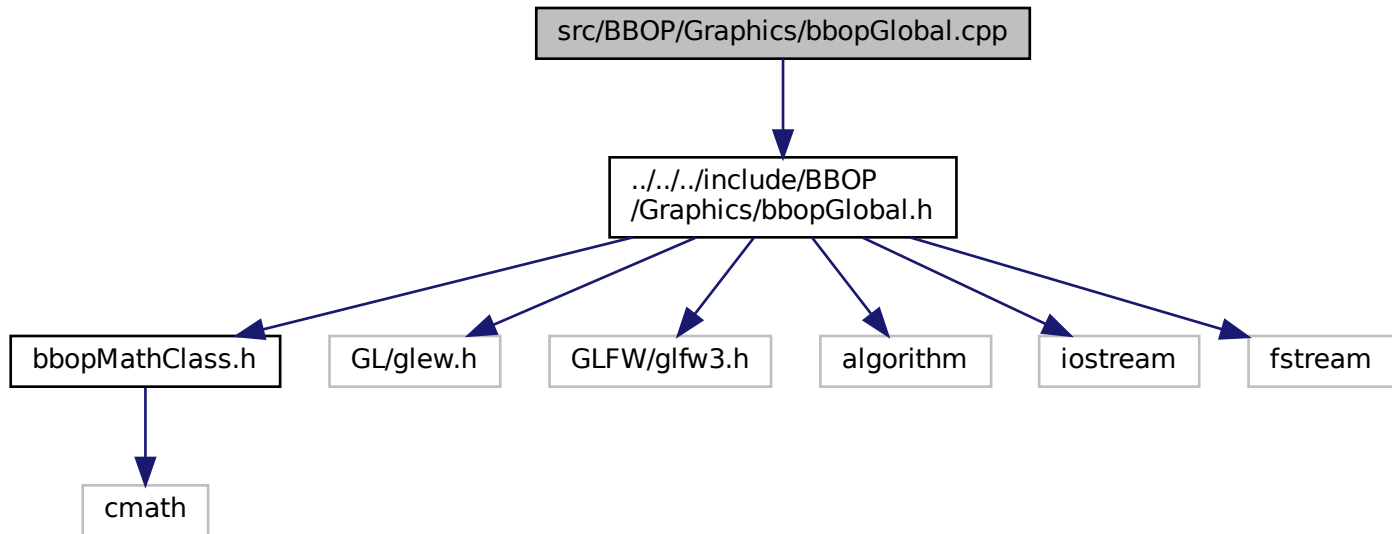 src/BBOP/Graphics/bbopGlobal.cpp
../../../include/BBOP
/Graphics/bbopGlobal.h
bbopMathClass.h
GL/glew.h
GLFW/glfw3.h
algorithm
iostream
fstream
cmath